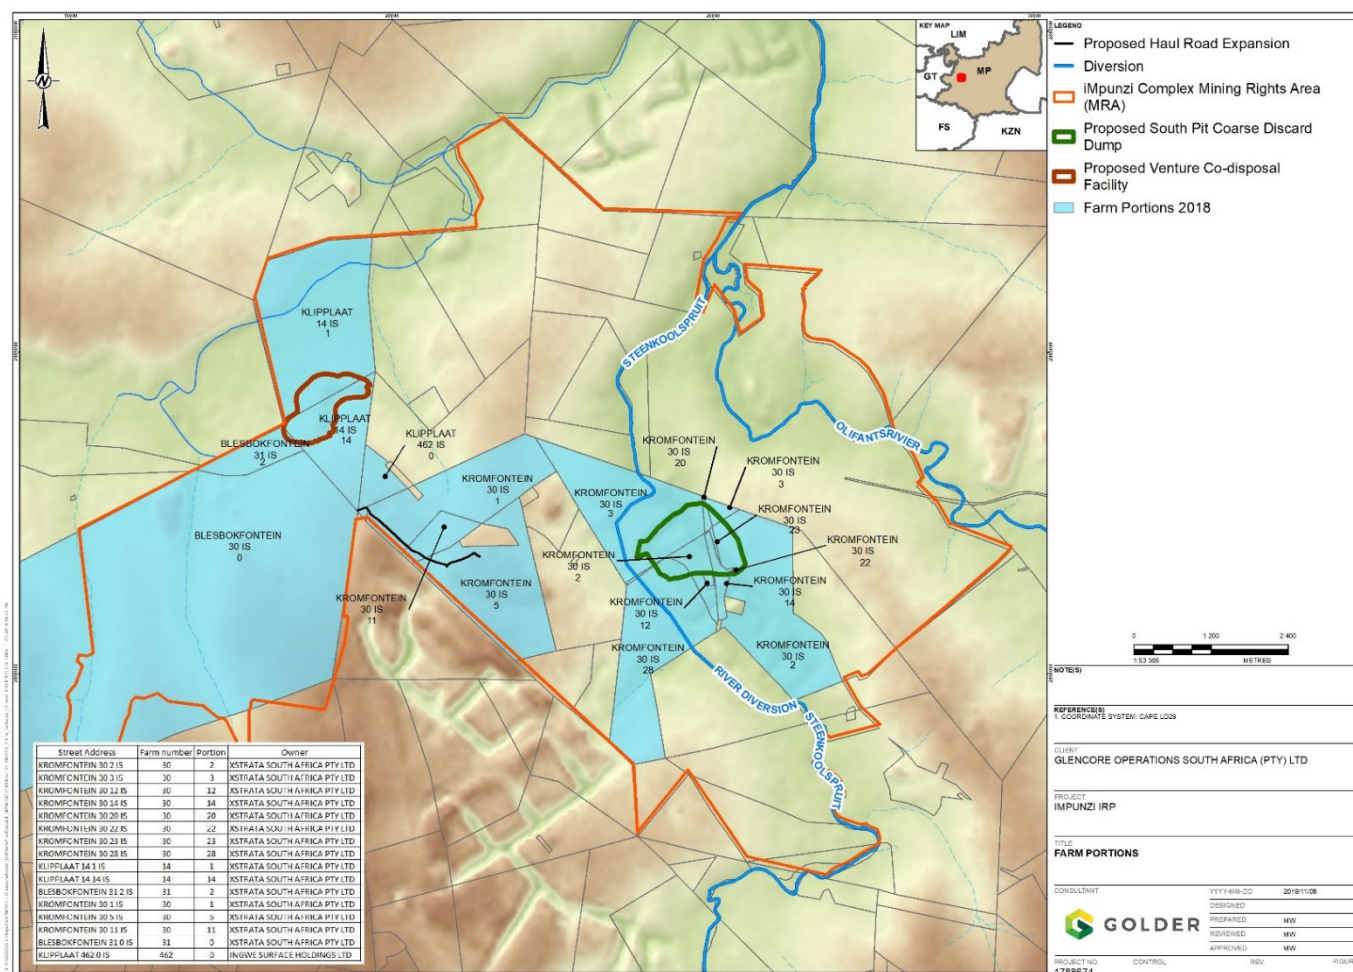 KEY MAP
LIM
GT
MP
FS
KZN
N
LEGEND
Proposed Haul Road Expansion
Diversion
iMpunzi Complex Mining Rights Area
(MRA)
Proposed South Pit Coarse Discard
Dump
Proposed Venture Co-disposal
Facility
Farm Portions 2018
KLIPPLAAT
14 IS
1
KLIPPLAAT
14 IS
14
BLESBOKFONTEIN
31 IS
2
KLIPPLAAT
462 IS
0
BLESBOKFONTEIN
30 IS
0
KROMFONTEIN
30 IS
1
KROMFONTEIN
30 IS
11
KROMFONTEIN
30 IS
5
KROMFONTEIN
30 IS
3
KROMFONTEIN
30 IS
2
KROMFONTEIN
30 IS
20
KROMFONTEIN
30 IS
3
KROMFONTEIN
30 IS
23
KROMFONTEIN
30 IS
22
KROMFONTEIN
30 IS
14
KROMFONTEIN
30 IS
12
KROMFONTEIN
30 IS
28
KROMFONTEIN
30 IS
2
STEENKOOLSPRUIT
OLIFANTSRIVIER
RIVER DIVERSION
STEENKOOLSPRUIT
Street Address Farm number Portion Owner
KROMFONTEIN 30 2 IS 30 2 XSTRATA SOUTH AFRICA PTY LTD
KROMFONTEIN 30 3 IS 30 3 XSTRATA SOUTH AFRICA PTY LTD
KROMFONTEIN 30 12 IS 30 12 XSTRATA SOUTH AFRICA PTY LTD
KROMFONTEIN 30 14 IS 30 14 XSTRATA SOUTH AFRICA PTY LTD
KROMFONTEIN 30 20 IS 30 20 XSTRATA SOUTH AFRICA PTY LTD
KROMFONTEIN 30 22 IS 30 22 XSTRATA SOUTH AFRICA PTY LTD
KROMFONTEIN 30 23 IS 30 23 XSTRATA SOUTH AFRICA PTY LTD
KROMFONTEIN 30 28 IS 30 28 XSTRATA SOUTH AFRICA PTY LTD
KLIPPLAAT 14 1 IS 14 1 XSTRATA SOUTH AFRICA PTY LTD
KLIPPLAAT 14 14 IS 14 14 XSTRATA SOUTH AFRICA PTY LTD
BLESBOKFONTEIN 31 2 IS 31 2 XSTRATA SOUTH AFRICA PTY LTD
KROMFONTEIN 30 1 IS 30 1 XSTRATA SOUTH AFRICA PTY LTD
KROMFONTEIN 30 5 IS 30 5 XSTRATA SOUTH AFRICA PTY LTD
KROMFONTEIN 30 11 IS 30 11 XSTRATA SOUTH AFRICA PTY LTD
BLESBOKFONTEIN 31 0 IS 31 0 XSTRATA SOUTH AFRICA PTY LTD
KLIPPLAAT 462 0 IS 462 0 INGWE SURFACE HOLDINGS LTD
0 1 200 2 400
1:53 365 METRES
NOTE(S)
REFERENCE(S)
1. COORDINATE SYSTEM: CAPE LO29
CLIENT
GLENCORE OPERATIONS SOUTH AFRICA (PTY) LTD
PROJECT
IMPUNZI IRP
TITLE
FARM PORTIONS
CONSULTANT
GOLDER
YYYY-MM-DD 2019/11/06
DESIGNED
PREPARED MW
REVIEWED MW
APPROVED MW
PROJECT NO. CONTROL REV. FIGUR
1788674